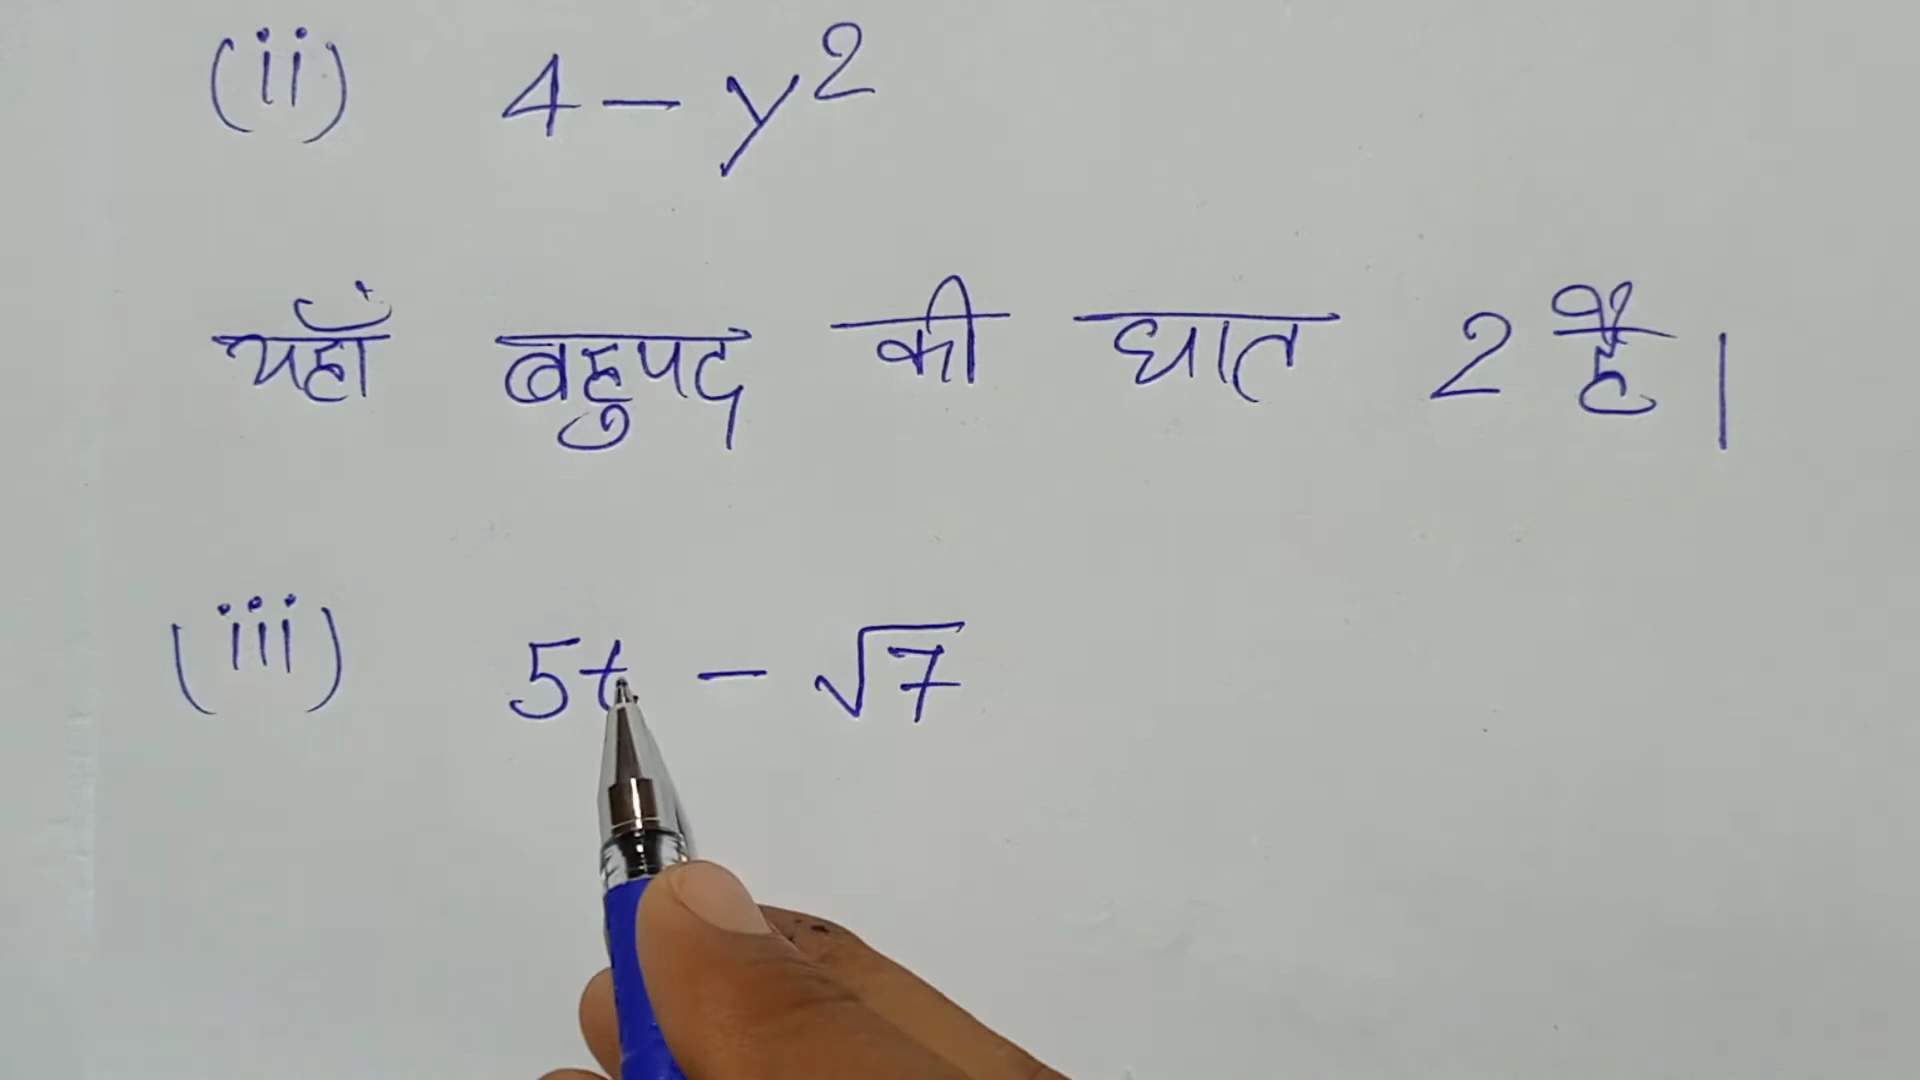 (ii) 4 - y²
यहाँ बहुपद की घात 2 है।
(iii) 5t - √7